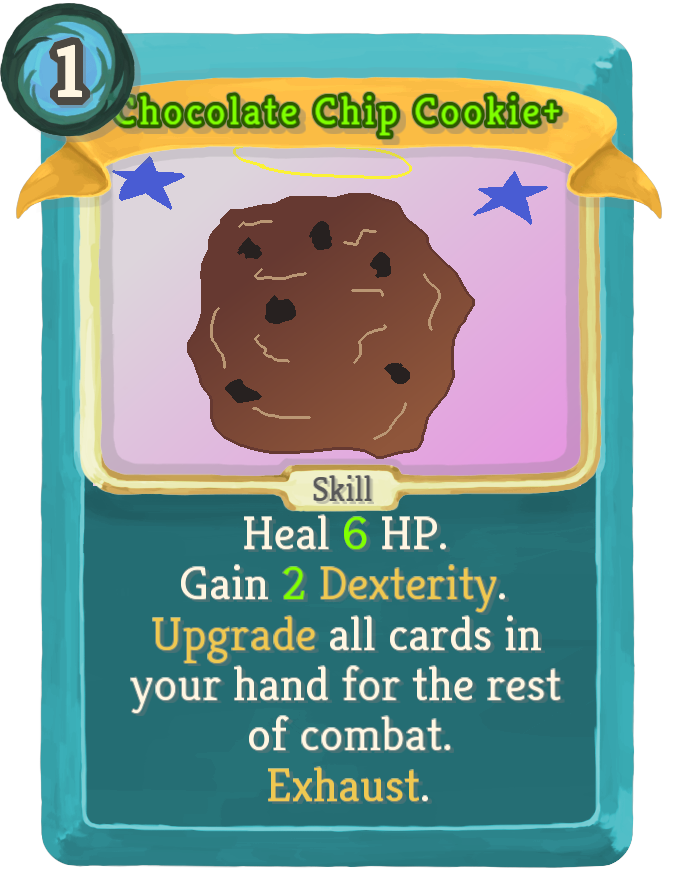 1
Chocolate Chip Cookie+
Skill
Heal 6 HP.
Gain 2 Dexterity.
Upgrade all cards in
your hand for the rest
of combat.
Exhaust.